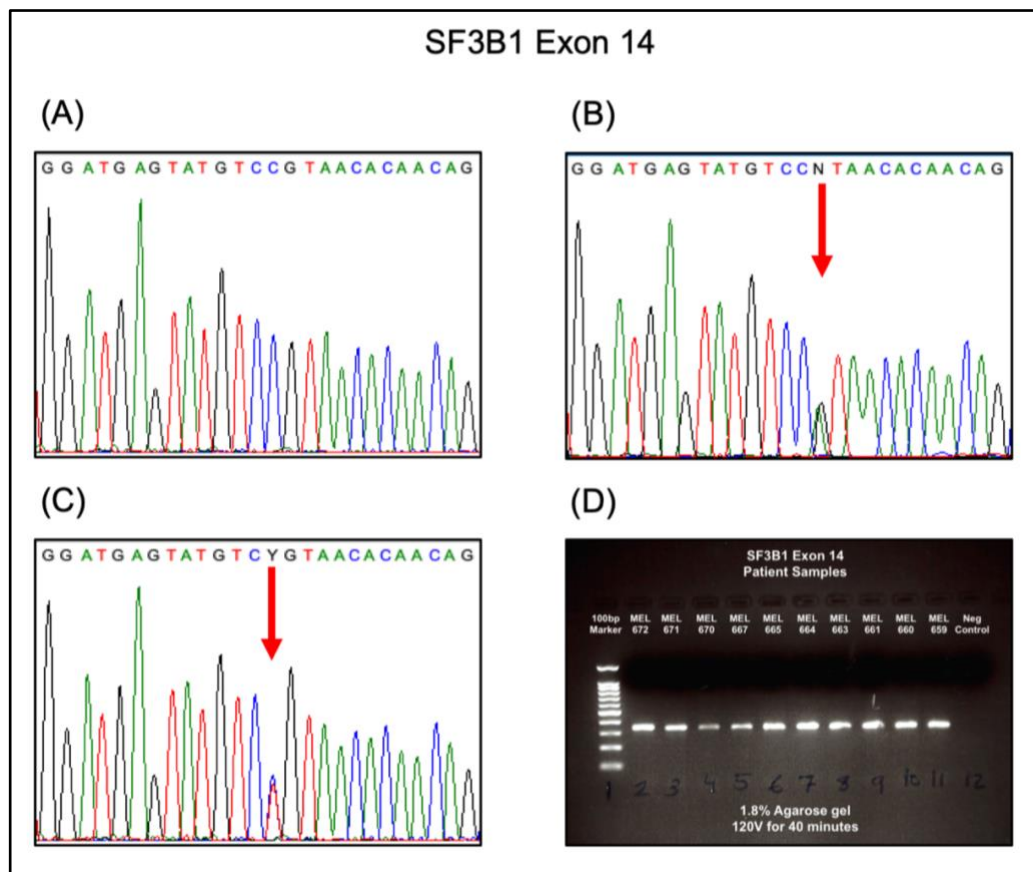 SF3B1 Exon 14
(A)
GGATGAGTATGTCCGTAACACAACAG
(B)
GGATGAGTATGTCCNTAACACAACAG
(C)
GGATGAGTATGTCYGTAACACAACAG
(D)
SF3B1 Exon 14
Patient Samples
100bp Marker MEL 672 MEL 671 MEL 670 MEL 667 MEL 665 MEL 664 MEL 663 MEL 661 MEL 660 MEL 659 Neg Control
1 2 3 4 5 6 7 8 9 10 11 12
1.8% Agarose gel
120V for 40 minutes